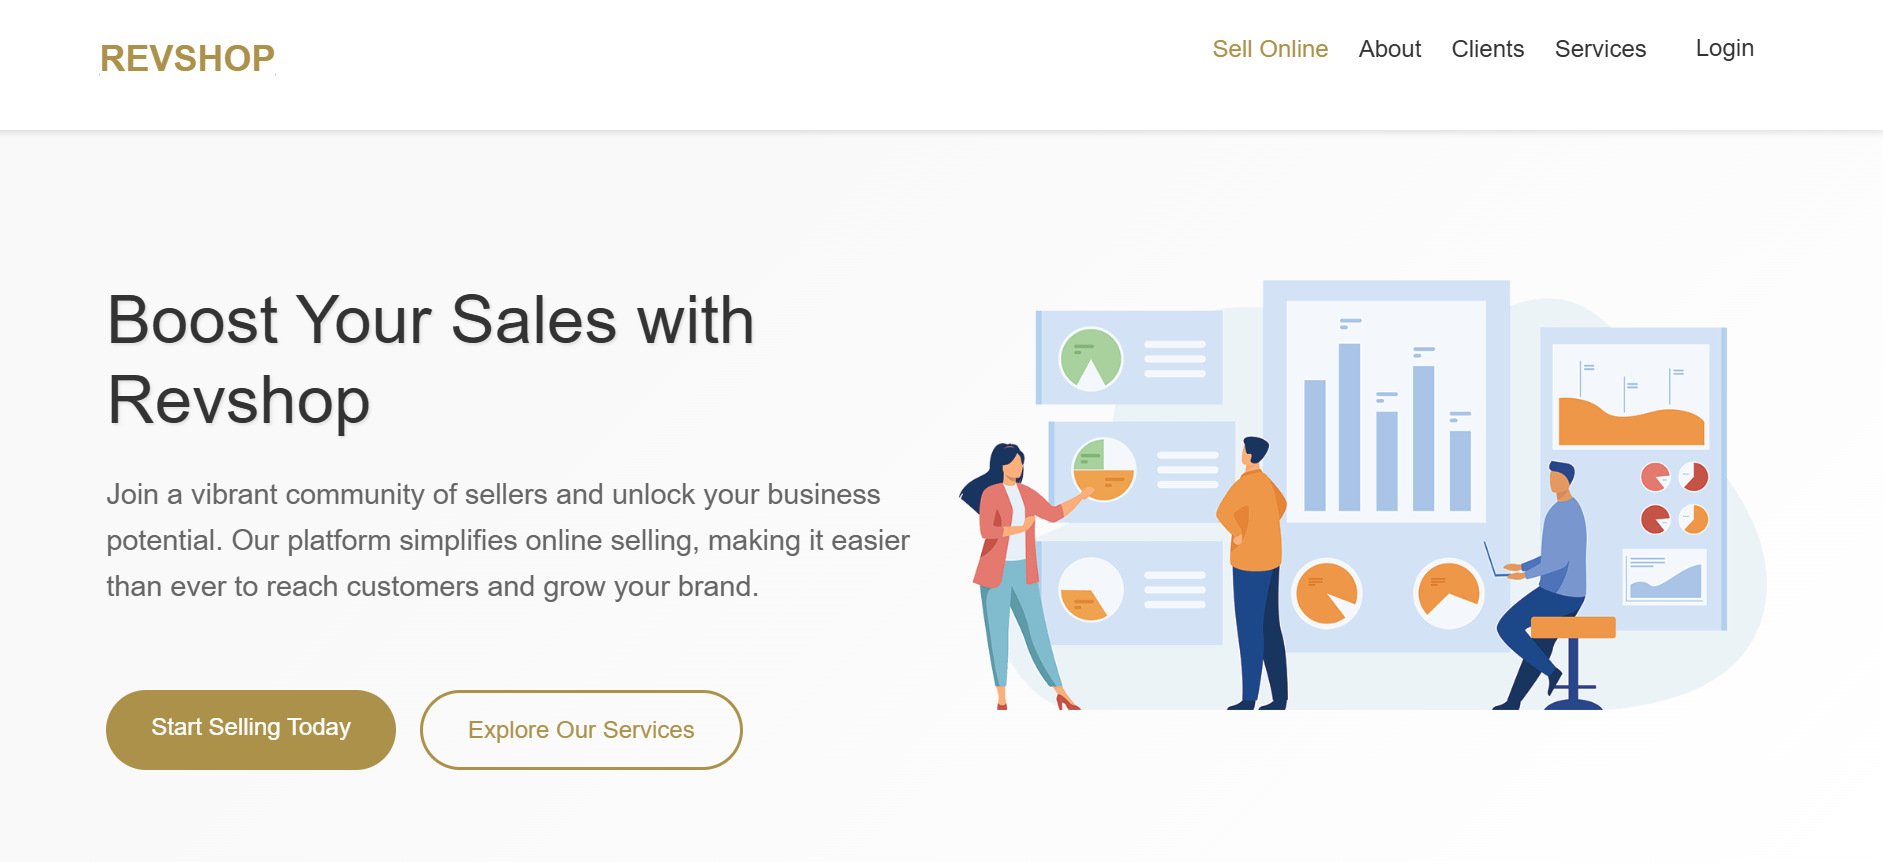 REVSHOP
Sell Online
About
Clients
Services
Login
Boost Your Sales with
Revshop
Join a vibrant community of sellers and unlock your business
potential. Our platform simplifies online selling, making it easier
than ever to reach customers and grow your brand.
Start Selling Today
Explore Our Services